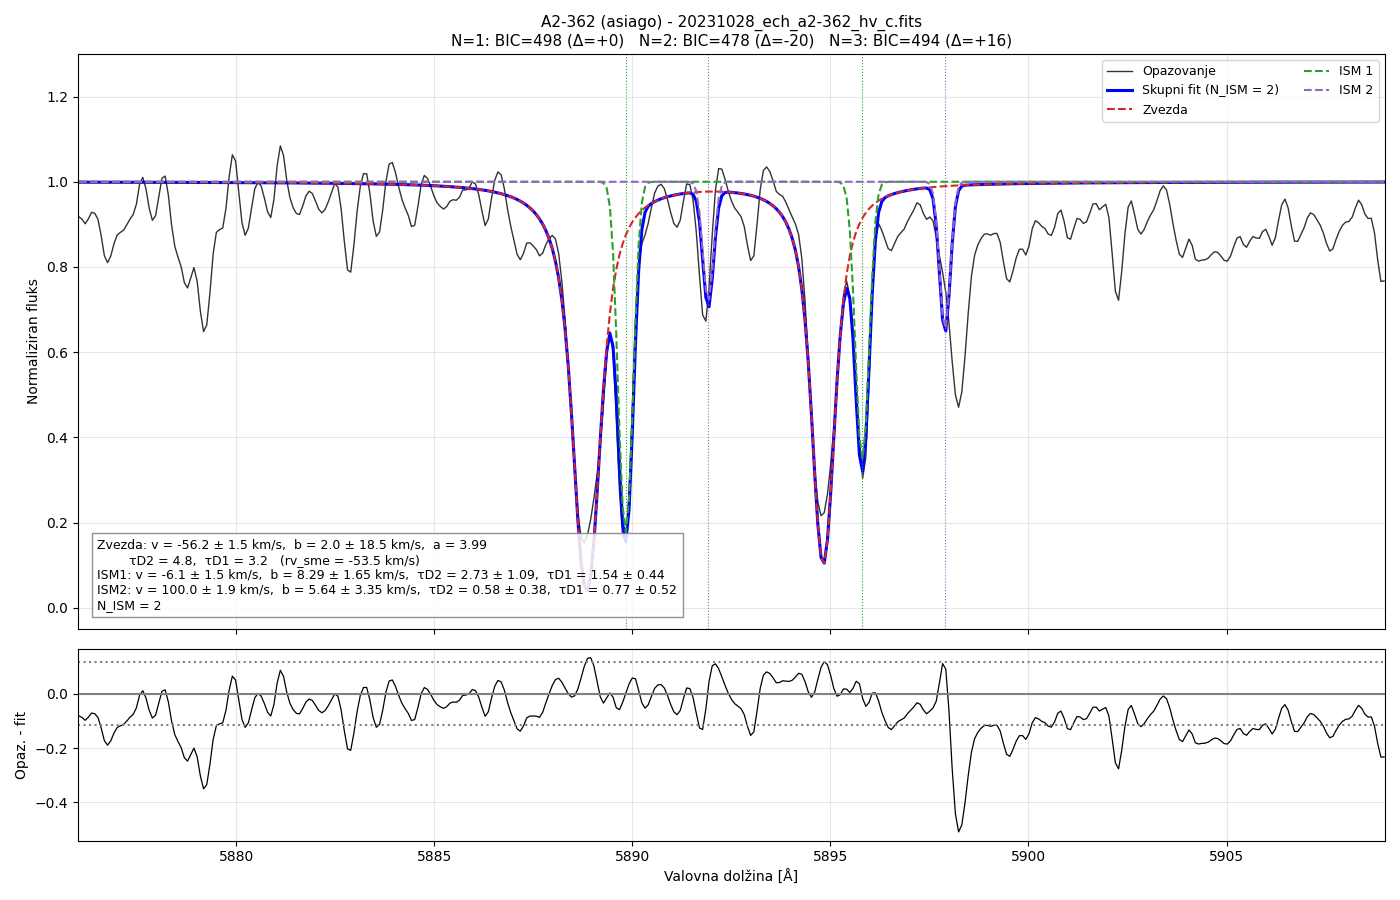 A2-362 (asiago) - 20231028_ech_a2-362_hv_c.fits
N=1: BIC=498 (Δ=+0)   N=2: BIC=478 (Δ=-20)   N=3: BIC=494 (Δ=+16)
Normaliziran fluks
1.2
1.0
0.8
0.6
0.4
0.2
0.0
Opazovanje
Skupni fit (N_ISM = 2)
Zvezda
ISM 1
ISM 2
Zvezda: v = -56.2 ± 1.5 km/s,  b = 2.0 ± 18.5 km/s,  a = 3.99
τD2 = 4.8,  τD1 = 3.2   (rv_sme = -53.5 km/s)
ISM1: v = -6.1 ± 1.5 km/s,  b = 8.29 ± 1.65 km/s,  τD2 = 2.73 ± 1.09,  τD1 = 1.54 ± 0.44
ISM2: v = 100.0 ± 1.9 km/s,  b = 5.64 ± 3.35 km/s,  τD2 = 0.58 ± 0.38,  τD1 = 0.77 ± 0.52
N_ISM = 2
Opaz. - fit
0.0
−0.2
−0.4
5880
5885
5890
5895
5900
5905
Valovna dolžina [Å]